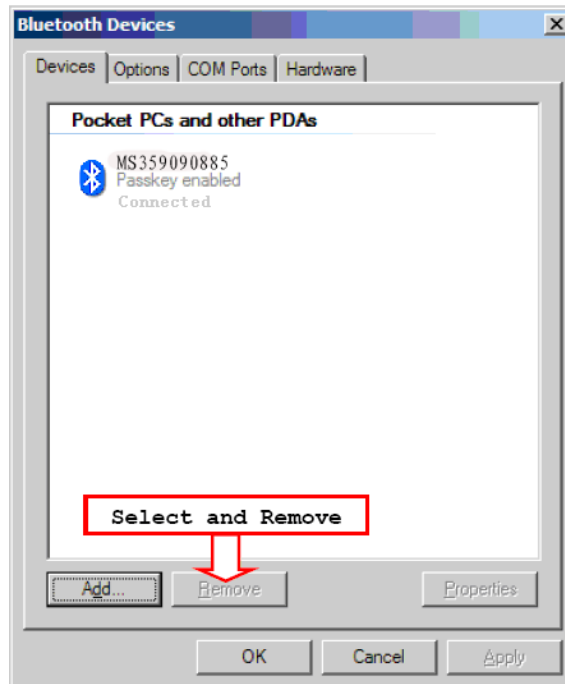 Bluetooth Devices
Devices Options COM Ports Hardware
Pocket PCs and other PDAs
MS359090885
Passkey enabled
Connected
Select and Remove
Add... Remove Properties
OK Cancel Apply